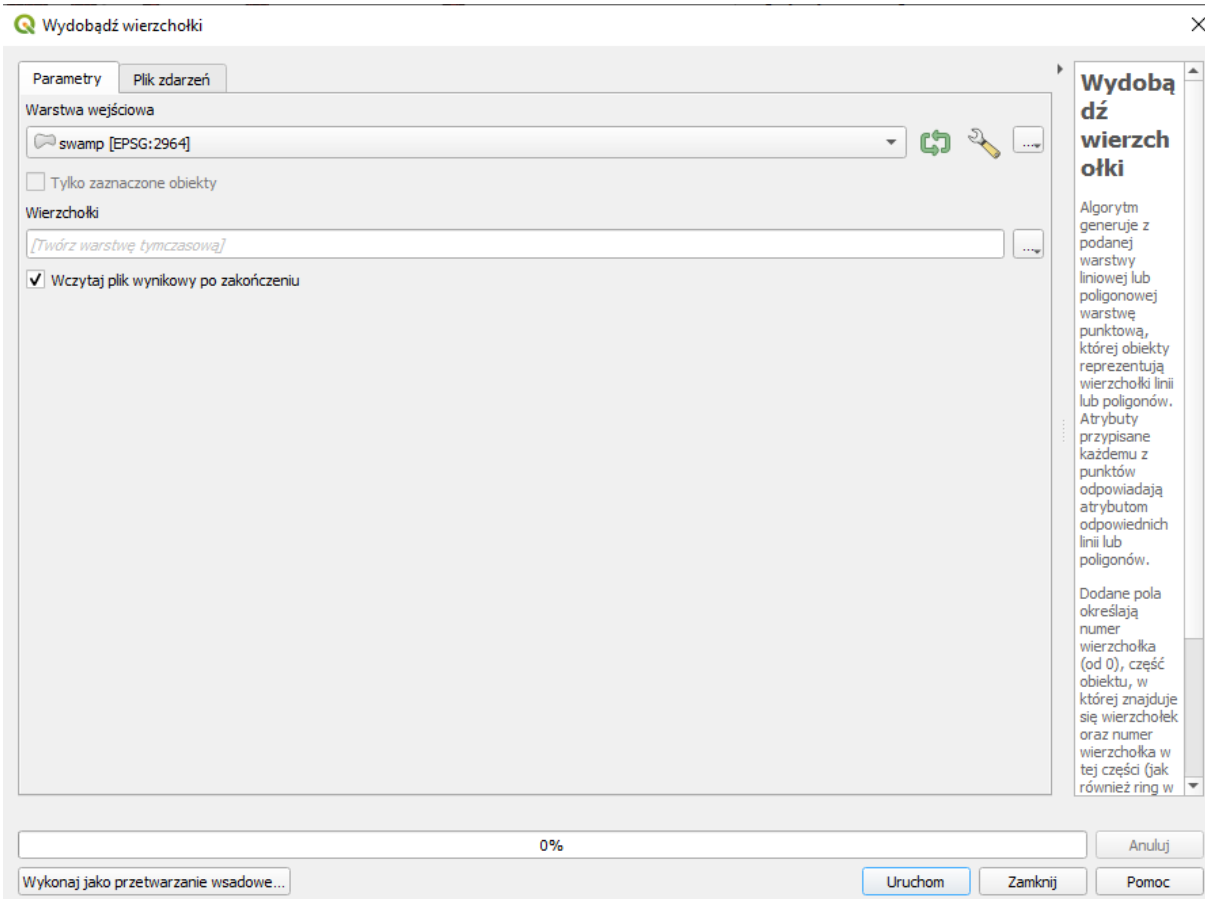 Wydobądź wierzchołki
Parametry
Plik zdarzeń
Warstwa wejściowa
swamp [EPSG:2964]
...
Tylko zaznaczone obiekty
Wierzchołki
[Twórz warstwę tymczasową]
...
Wczytaj plik wynikowy po zakończeniu
Wydobą
dź
wierzch
ołki
Algorytm
generuje z
podanej
warstwy
liniowej lub
poligonowej
warstwę
punktową,
której obiekty
reprezentują
wierzchołki linii
lub poligonów.
Atrybuty
przypisane
każdemu z
punktów
odpowiadają
atrybutom
odpowiednich
linii lub
poligonów.
Dodane pola
określają
numer
wierzchołka
(od 0), część
obiektu, w
której znajduje
się wierzchołek
oraz numer
wierzchołka w
tej części (jak
również ring w
0%
Anuluj
Wykonaj jako przetwarzanie wsadowe...
Uruchom
Zamknij
Pomoc